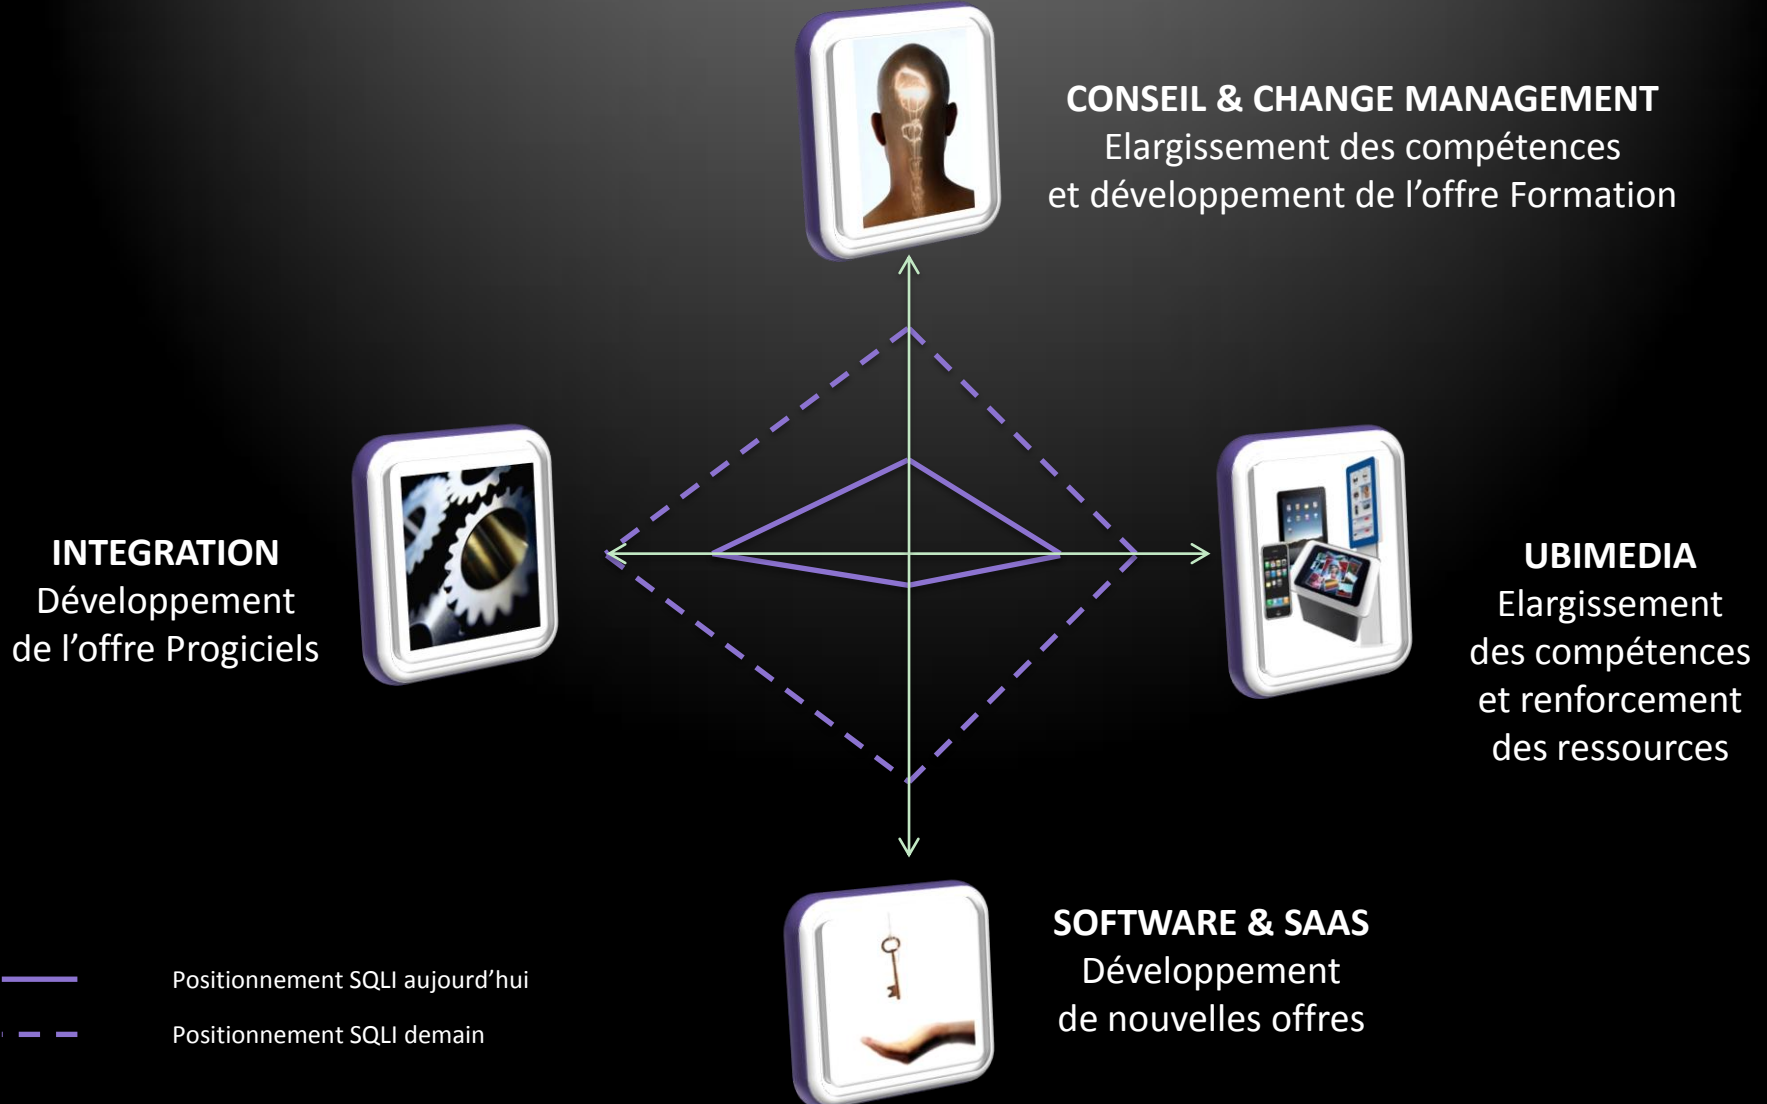 CONSEIL & CHANGE MANAGEMENT
Elargissement des compétences
et développement de l’offre Formation
INTEGRATION
Développement
de l’offre Progiciels
UBIMEDIA
Elargissement
des compétences
et renforcement
des ressources
SOFTWARE & SAAS
Développement
de nouvelles offres
Positionnement SQLI aujourd’hui
Positionnement SQLI demain